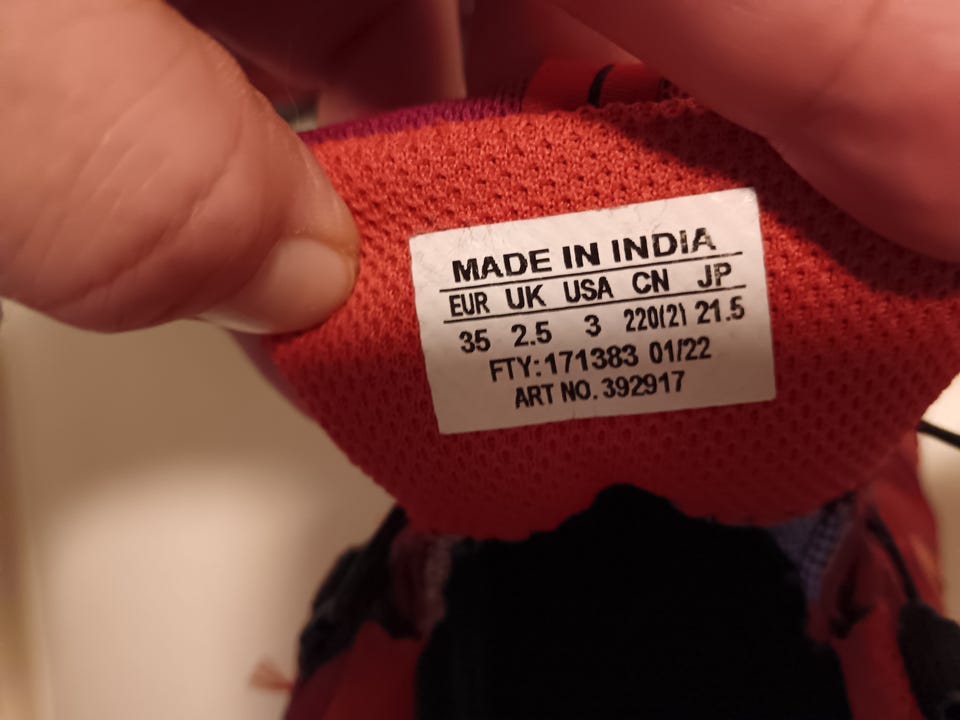 MADE IN INDIA
EUR UK USA CN JP
35 2.5 3 220(2) 21.5
FTY:171383 01/22
ART NO. 392917